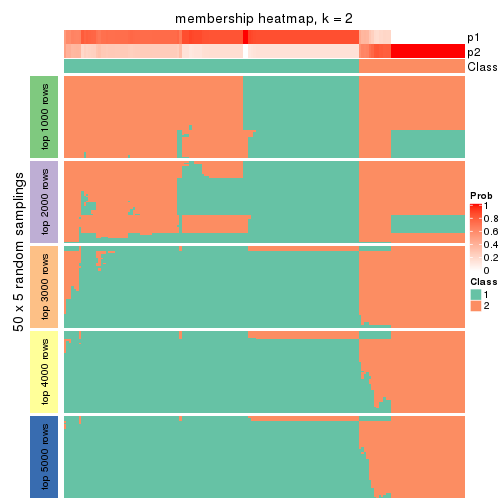 membership heatmap, k = 2
p1
p2
Class
top 1000 rows
top 2000 rows
top 3000 rows
top 4000 rows
top 5000 rows
50 x 5 random samplings
Prob
1
0.8
0.6
0.4
0.2
0
Class
1
2